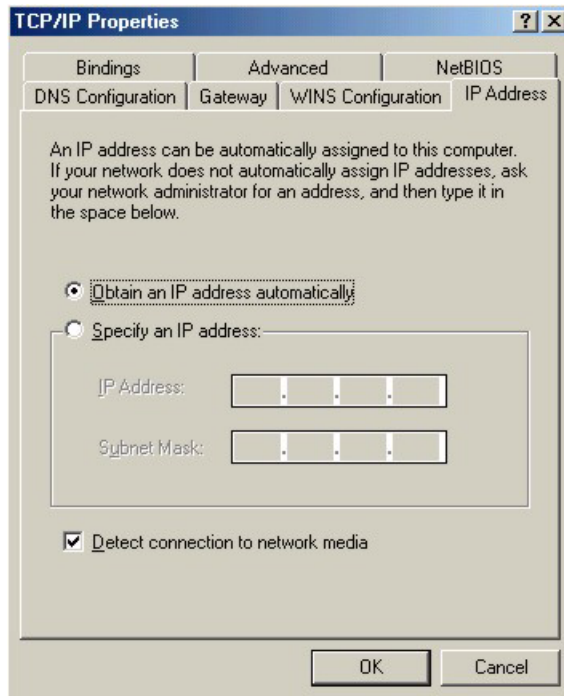 TCP/IP Properties
Bindings
Advanced
NetBIOS
DNS Configuration
Gateway
WINS Configuration
IP Address
An IP address can be automatically assigned to this computer.
If your network does not automatically assign IP addresses, ask
your network administrator for an address, and then type it in
the space below.
Obtain an IP address automatically
Specify an IP address:
IP Address:
Subnet Mask:
Detect connection to network media
OK
Cancel